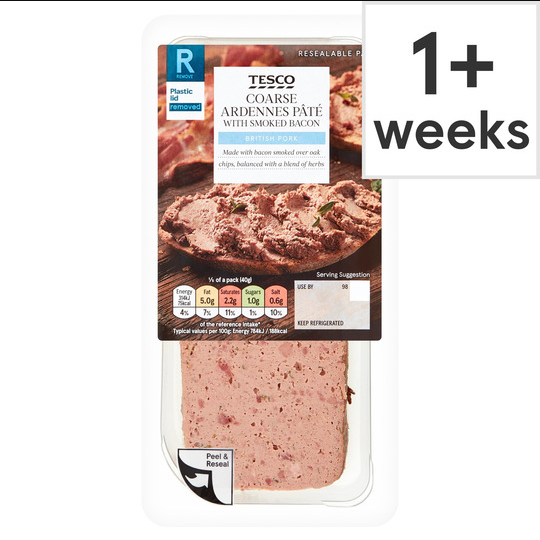 1+
weeks
RESEALABLE
R
REMOVE
Plastic
lid
removed
TESCO
COARSE
ARDENNES PÂTÉ
WITH SMOKED BACON
BRITISH PORK
Made with bacon smoked over oak
chips, balanced with a blend of herbs
Serving Suggestion
⅕ of a pack (40g)
Energy Fat Saturates Sugars Salt
314kJ
75kcal 5.0g 2.2g 1.0g 0.6g
4% 7% 11% 1% 10%
of the reference intake*
Typical values per 100g: Energy 784kJ / 188kcal
USE BY 98
KEEP REFRIGERATED
Peel &
Reseal